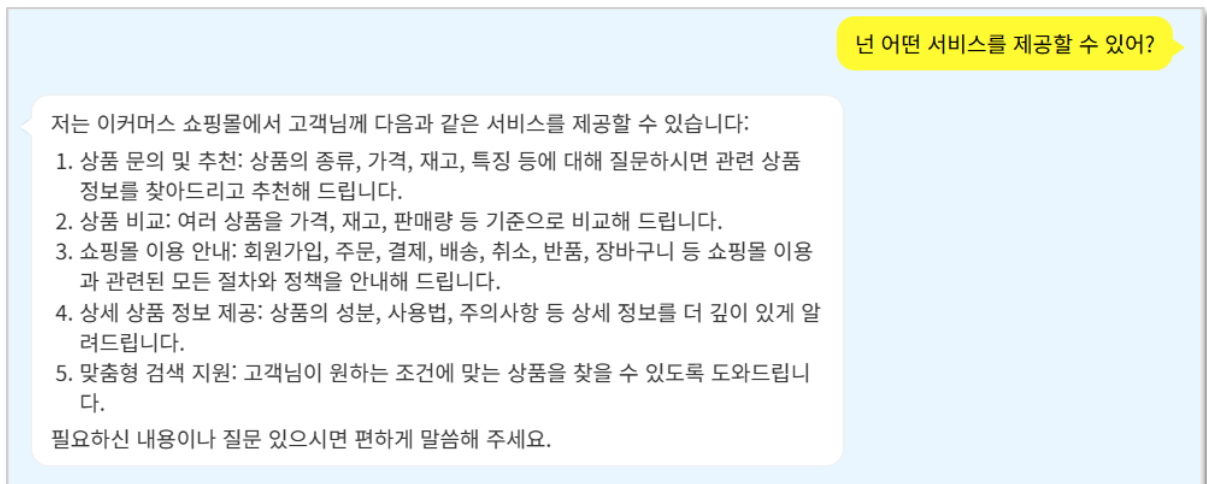 넌 어떤 서비스를 제공할 수 있어?
저는 이커머스 쇼핑몰에서 고객님께 다음과 같은 서비스를 제공할 수 있습니다:
1. 상품 문의 및 추천: 상품의 종류, 가격, 재고, 특징 등에 대해 질문하시면 관련 상품
정보를 찾아드리고 추천해 드립니다.
2. 상품 비교: 여러 상품을 가격, 재고, 판매량 등 기준으로 비교해 드립니다.
3. 쇼핑몰 이용 안내: 회원가입, 주문, 결제, 배송, 취소, 반품, 장바구니 등 쇼핑몰 이용
과 관련된 모든 절차와 정책을 안내해 드립니다.
4. 상세 상품 정보 제공: 상품의 성분, 사용법, 주의사항 등 상세 정보를 더 깊이 있게 알
려드립니다.
5. 맞춤형 검색 지원: 고객님이 원하는 조건에 맞는 상품을 찾을 수 있도록 도와드립니
다.
필요하신 내용이나 질문 있으시면 편하게 말씀해 주세요.